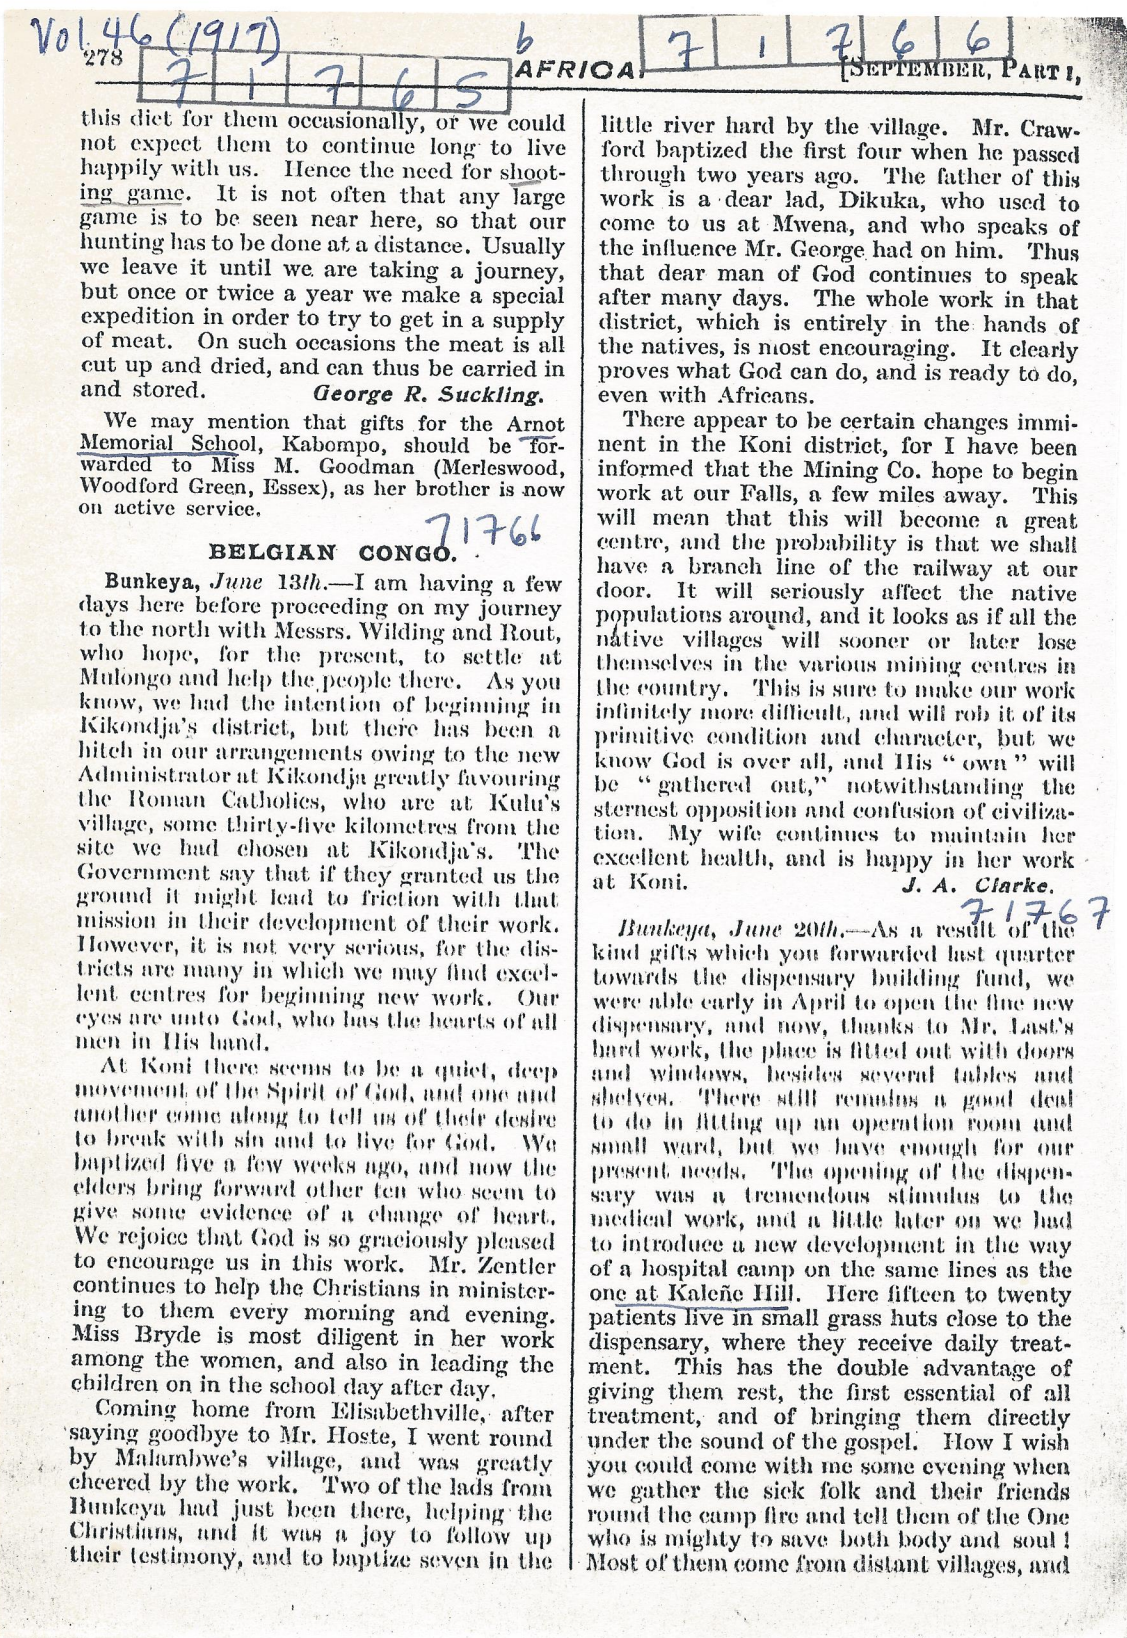 Vol. 46 (1917)
b
7 1 7 6 6
278
AFRICA.
[SEPTEMBER, PART I,
7 1 7 6 5
this diet for them occasionally, or we could
not expect them to continue long to live
happily with us. Hence the need for shoot-
ing game. It is not often that any large
game is to be seen near here, so that our
hunting has to be done at a distance. Usually
we leave it until we are taking a journey,
but once or twice a year we make a special
expedition in order to try to get in a supply
of meat. On such occasions the meat is all
cut up and dried, and can thus be carried in
and stored. George R. Suckling.
We may mention that gifts for the Arnot
Memorial School, Kabompo, should be for-
warded to Miss M. Goodman (Merleswood,
Woodford Green, Essex), as her brother is now
on active service.
71766
BELGIAN CONGO.
Bunkeya, June 13th.—I am having a few
days here before proceeding on my journey
to the north with Messrs. Wilding and Rout,
who hope, for the present, to settle at
Mulongo and help the people there. As you
know, we had the intention of beginning in
Kikondja's district, but there has been a
hitch in our arrangements owing to the new
Administrator at Kikondja greatly favouring
the Roman Catholics, who are at Kulu's
village, some thirty-five kilometres from the
site we had chosen at Kikondja's. The
Government say that if they granted us the
ground it might lead to friction with that
mission in their development of their work.
However, it is not very serious, for the dis-
tricts are many in which we may find excel-
lent centres for beginning new work. Our
eyes are unto God, who has the hearts of all
men in His hand.
At Koni there seems to be a quiet, deep
movement of the Spirit of God, and one and
another come along to tell us of their desire
to break with sin and to live for God. We
baptized five a few weeks ago, and now the
elders bring forward other ten who seem to
give some evidence of a change of heart.
We rejoice that God is so graciously pleased
to encourage us in this work. Mr. Zentler
continues to help the Christians in minister-
ing to them every morning and evening.
Miss Bryde is most diligent in her work
among the women, and also in leading the
children on in the school day after day.
Coming home from Elisabethville, after
saying goodbye to Mr. Hoste, I went round
by Malambwe's village, and was greatly
cheered by the work. Two of the lads from
Bunkeya had just been there, helping the
Christians, and it was a joy to follow up
their testimony, and to baptize seven in the
little river hard by the village. Mr. Craw-
ford baptized the first four when he passed
through two years ago. The father of this
work is a dear lad, Dikuka, who used to
come to us at Mwena, and who speaks of
the influence Mr. George had on him. Thus
that dear man of God continues to speak
after many days. The whole work in that
district, which is entirely in the hands of
the natives, is most encouraging. It clearly
proves what God can do, and is ready to do,
even with Africans.
There appear to be certain changes immi-
nent in the Koni district, for I have been
informed that the Mining Co. hope to begin
work at our Falls, a few miles away. This
will mean that this will become a great
centre, and the probability is that we shall
have a branch line of the railway at our
door. It will seriously affect the native
populations around, and it looks as if all the
native villages will sooner or later lose
themselves in the various mining centres in
the country. This is sure to make our work
infinitely more difficult, and will rob it of its
primitive condition and character, but we
know God is over all, and His "own" will
be "gathered out," notwithstanding the
sternest opposition and confusion of civiliza-
tion. My wife continues to maintain her
excellent health, and is happy in her work
at Koni. J. A. Clarke.
71767
Bunkeya, June 20th.—As a result of the
kind gifts which you forwarded last quarter
towards the dispensary building fund, we
were able early in April to open the fine new
dispensary, and now, thanks to Mr. Last's
hard work, the place is fitted out with doors
and windows, besides several tables and
shelves. There still remains a good deal
to do in fitting up an operation room and
small ward, but we have enough for our
present needs. The opening of the dispen-
sary was a tremendous stimulus to the
medical work, and a little later on we had
to introduce a new development in the way
of a hospital camp on the same lines as the
one at Kaleñe Hill. Here fifteen to twenty
patients live in small grass huts close to the
dispensary, where they receive daily treat-
ment. This has the double advantage of
giving them rest, the first essential of all
treatment, and of bringing them directly
under the sound of the gospel. How I wish
you could come with me some evening when
we gather the sick folk and their friends
round the camp fire and tell them of the One
who is mighty to save both body and soul!
Most of them come from distant villages, and